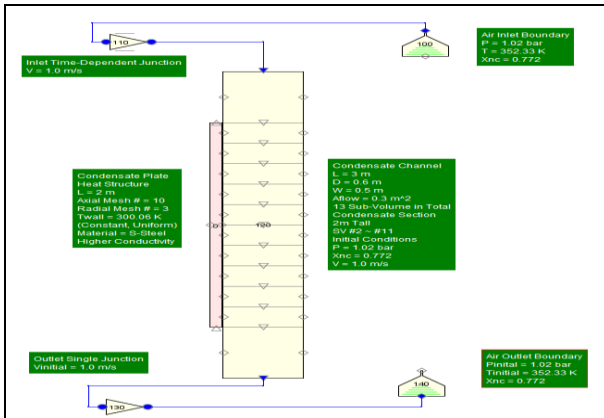 110
Inlet Time-Dependent Junction
V = 1.0 m/s
100
Air Inlet Boundary
P = 1.02 bar
T = 352.33 K
Xnc = 0.772
Condensate Plate
Heat Structure
L = 2 m
Axial Mesh # = 10
Radial Mesh # = 3
Twall = 300.06 K
(Constant, Uniform)
Material = S-Steel
Higher Conductivity
120
Condensate Channel
L = 3 m
D = 0.6 m
W = 0.5 m
Aflow = 0.3 m^2
13 Sub-Volume in Total
Condensate Section
2m Tall
SV #2 ~ #11
Initial Conditions
P = 1.02 bar
Xnc = 0.772
V = 1.0 m/s
Outlet Single Junction
Vinitial = 1.0 m/s
130
140
Air Outlet Boundary
Pinital = 1.02 bar
Tinitial = 352.33 K
Xnc = 0.772